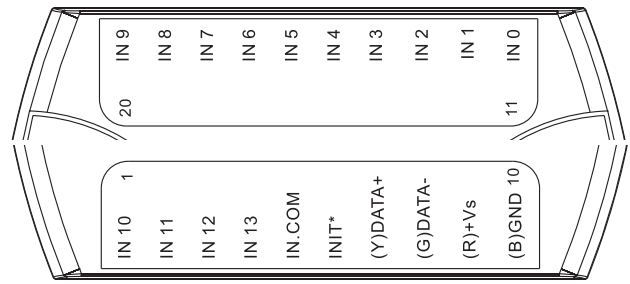 IN 9
IN 8
IN 7
IN 6
IN 5
IN 4
IN 3
IN 2
IN 1
IN 0
20
11
1
10
IN 10
IN 11
IN 12
IN 13
IN.COM
INIT*
(Y)DATA+
(G)DATA-
(R)+Vs
(B)GND